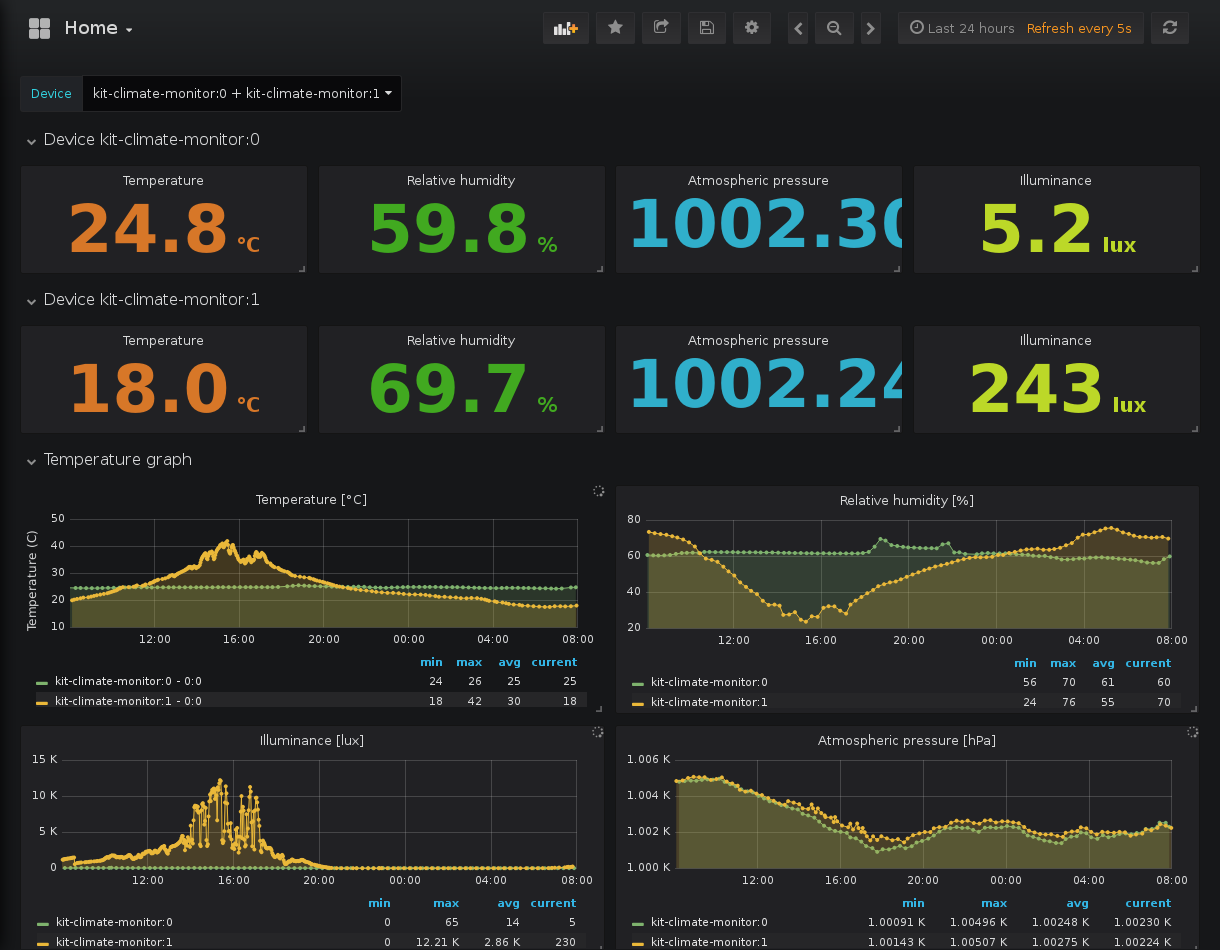 Home
Last 24 hours Refresh every 5s
Device kit-climate-monitor:0 + kit-climate-monitor:1
Device kit-climate-monitor:0
Temperature Relative humidity Atmospheric pressure Illuminance
24.8 °C 59.8 % 1002.30 5.2 lux
Device kit-climate-monitor:1
Temperature Relative humidity Atmospheric pressure Illuminance
18.0 °C 69.7 % 1002.24 243 lux
Temperature graph
Temperature [°C]
Temperature (C)
50
40
30
20
10
12:00 16:00 20:00 00:00 04:00 08:00
min max avg current
kit-climate-monitor:0 - 0:0 24 26 25 25
kit-climate-monitor:1 - 0:0 18 42 30 18
Relative humidity [%]
80
60
40
20
12:00 16:00 20:00 00:00 04:00 08:00
min max avg current
kit-climate-monitor:0 56 70 61 60
kit-climate-monitor:1 24 76 55 70
Illuminance [lux]
15 K
10 K
5 K
0
12:00 16:00 20:00 00:00 04:00 08:00
min max avg current
kit-climate-monitor:0 0 65 14 5
kit-climate-monitor:1 0 12.21 K 2.86 K 230
Atmospheric pressure [hPa]
1.006 K
1.004 K
1.002 K
1.000 K
12:00 16:00 20:00 00:00 04:00 08:00
min max avg current
kit-climate-monitor:0 1.00091 K 1.00496 K 1.00248 K 1.00230 K
kit-climate-monitor:1 1.00143 K 1.00507 K 1.00275 K 1.00224 K